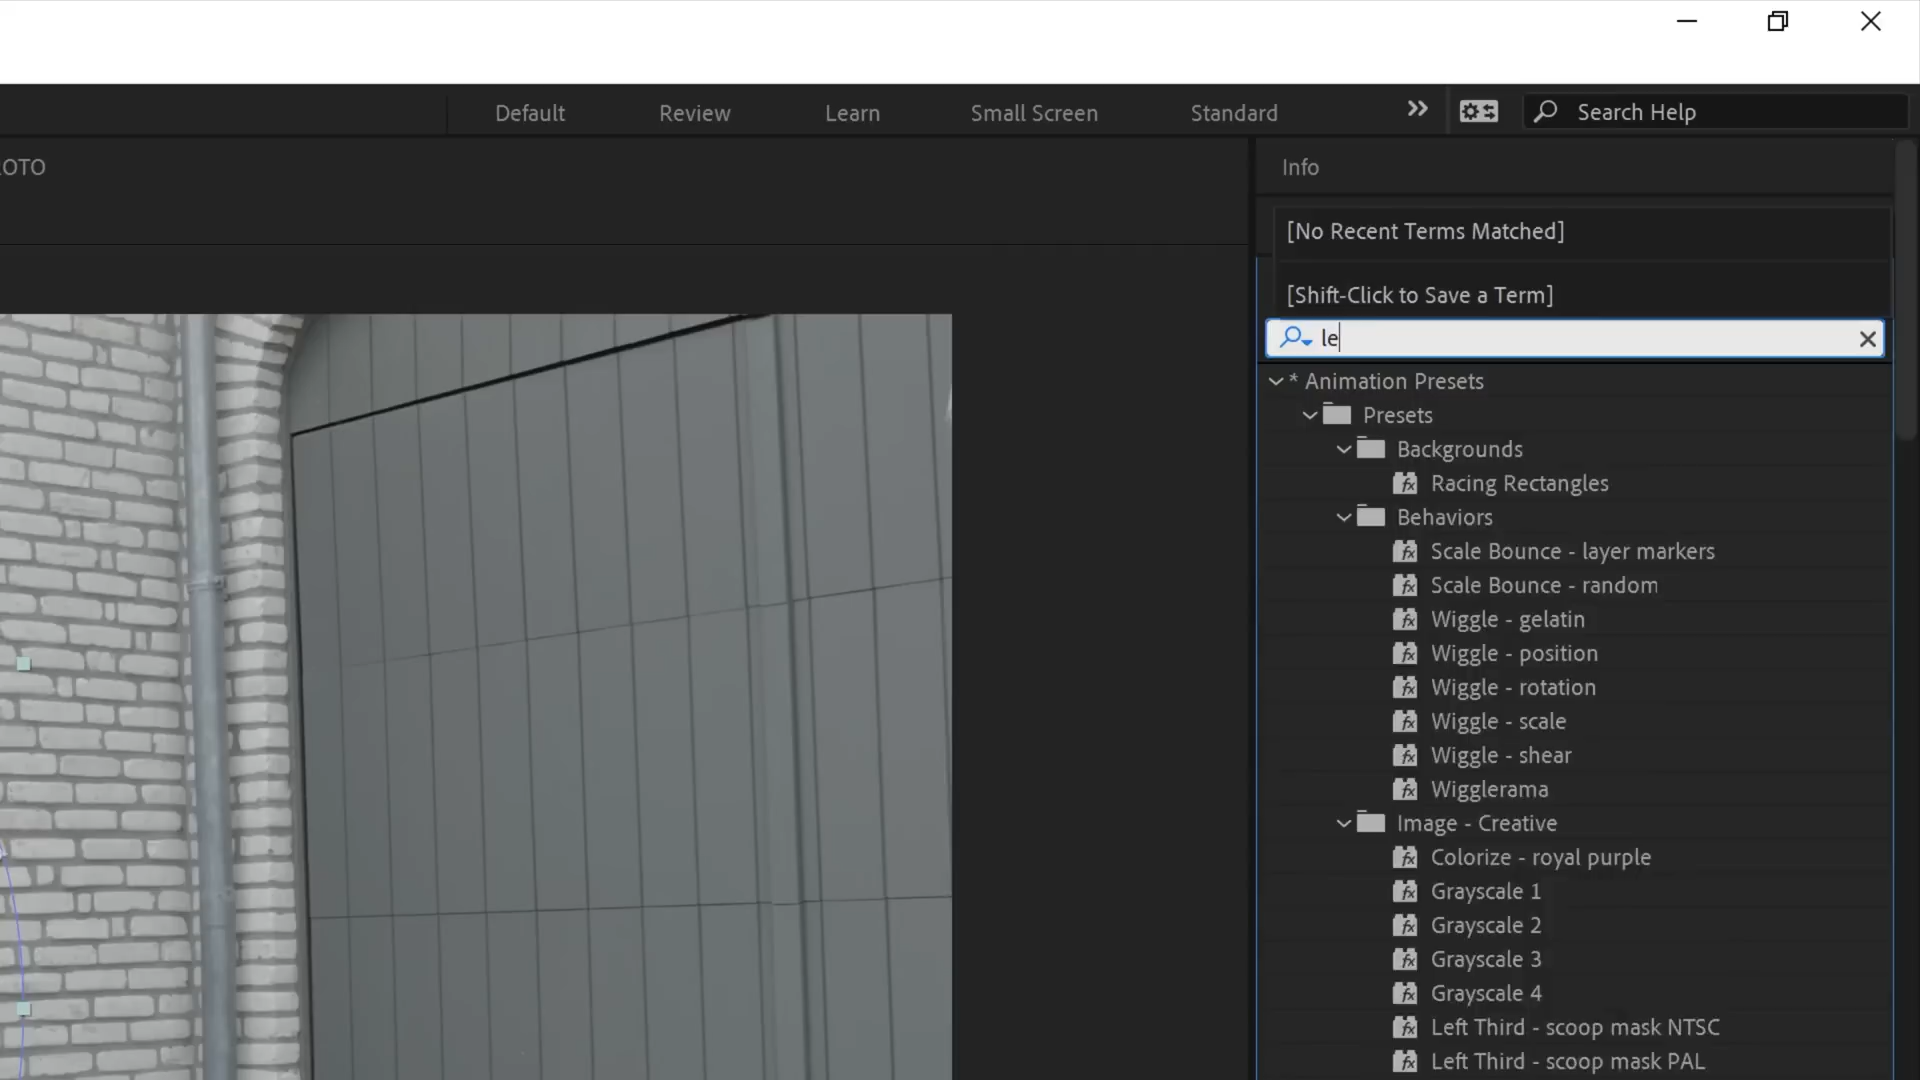 Default Review Learn Small Screen Standard Search Help
OTO
Info
[No Recent Terms Matched]
[Shift-Click to Save a Term]
le
* Animation Presets
Presets
Backgrounds
Racing Rectangles
Behaviors
Scale Bounce - layer markers
Scale Bounce - random
Wiggle - gelatin
Wiggle - position
Wiggle - rotation
Wiggle - scale
Wiggle - shear
Wigglerama
Image - Creative
Colorize - royal purple
Grayscale 1
Grayscale 2
Grayscale 3
Grayscale 4
Left Third - scoop mask NTSC
Left Third - scoop mask PAL